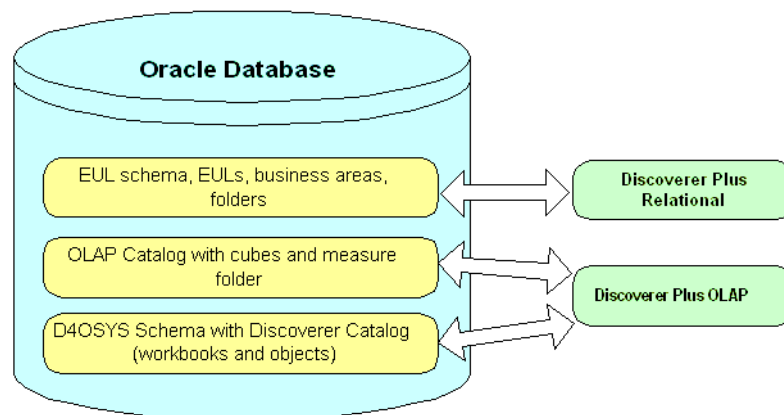 Oracle Database
EUL schema, EULs, business areas,
folders
Discoverer Plus
Relational
OLAP Catalog with cubes and measure
folder
Discoverer Plus OLAP
D4OSYS Schema with Discoverer Catalog
(workbooks and objects)